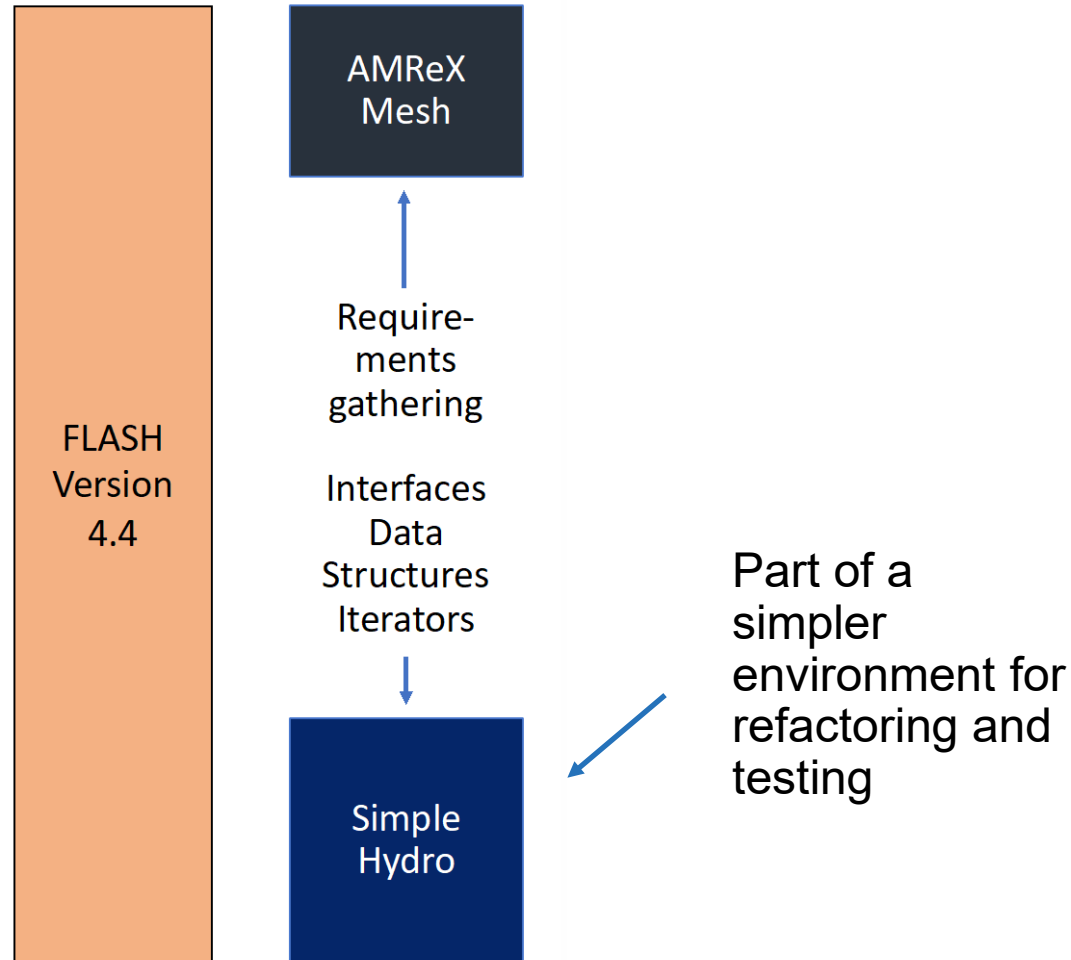 FLASH
Version
4.4
AMReX
Mesh
Require-
ments
gathering
Interfaces
Data
Structures
Iterators
Simple
Hydro
Part of a
simpler
environment for
refactoring and
testing